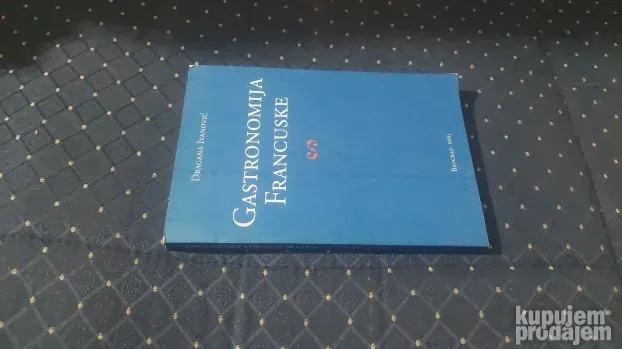 Dragana Ivanović
Gastronomija
Francuske
Beograd
kupujem
prodajem